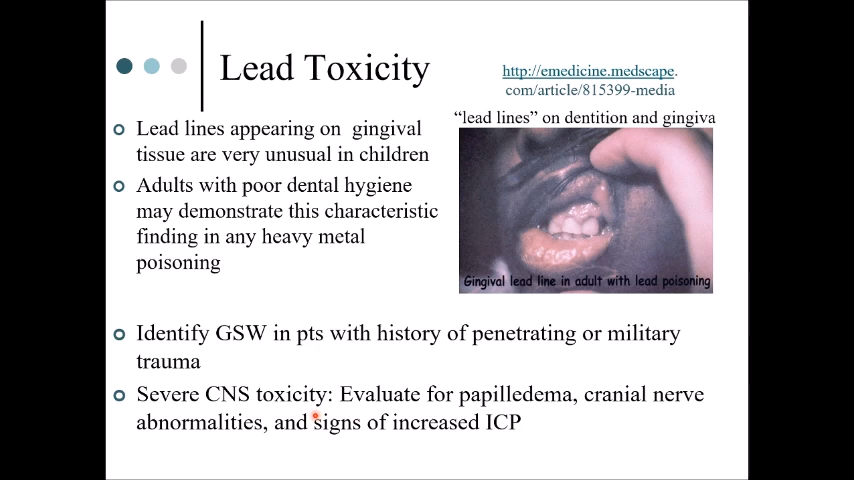 Lead Toxicity
http://emedicine.medscape.
com/article/815399-media
"lead lines" on dentition and gingiva
Lead lines appearing on gingival
tissue are very unusual in children
Adults with poor dental hygiene
may demonstrate this characteristic
finding in any heavy metal
poisoning
Gingival lead line in adult with lead poisoning
Identify GSW in pts with history of penetrating or military
trauma
Severe CNS toxicity: Evaluate for papilledema, cranial nerve
abnormalities, and signs of increased ICP